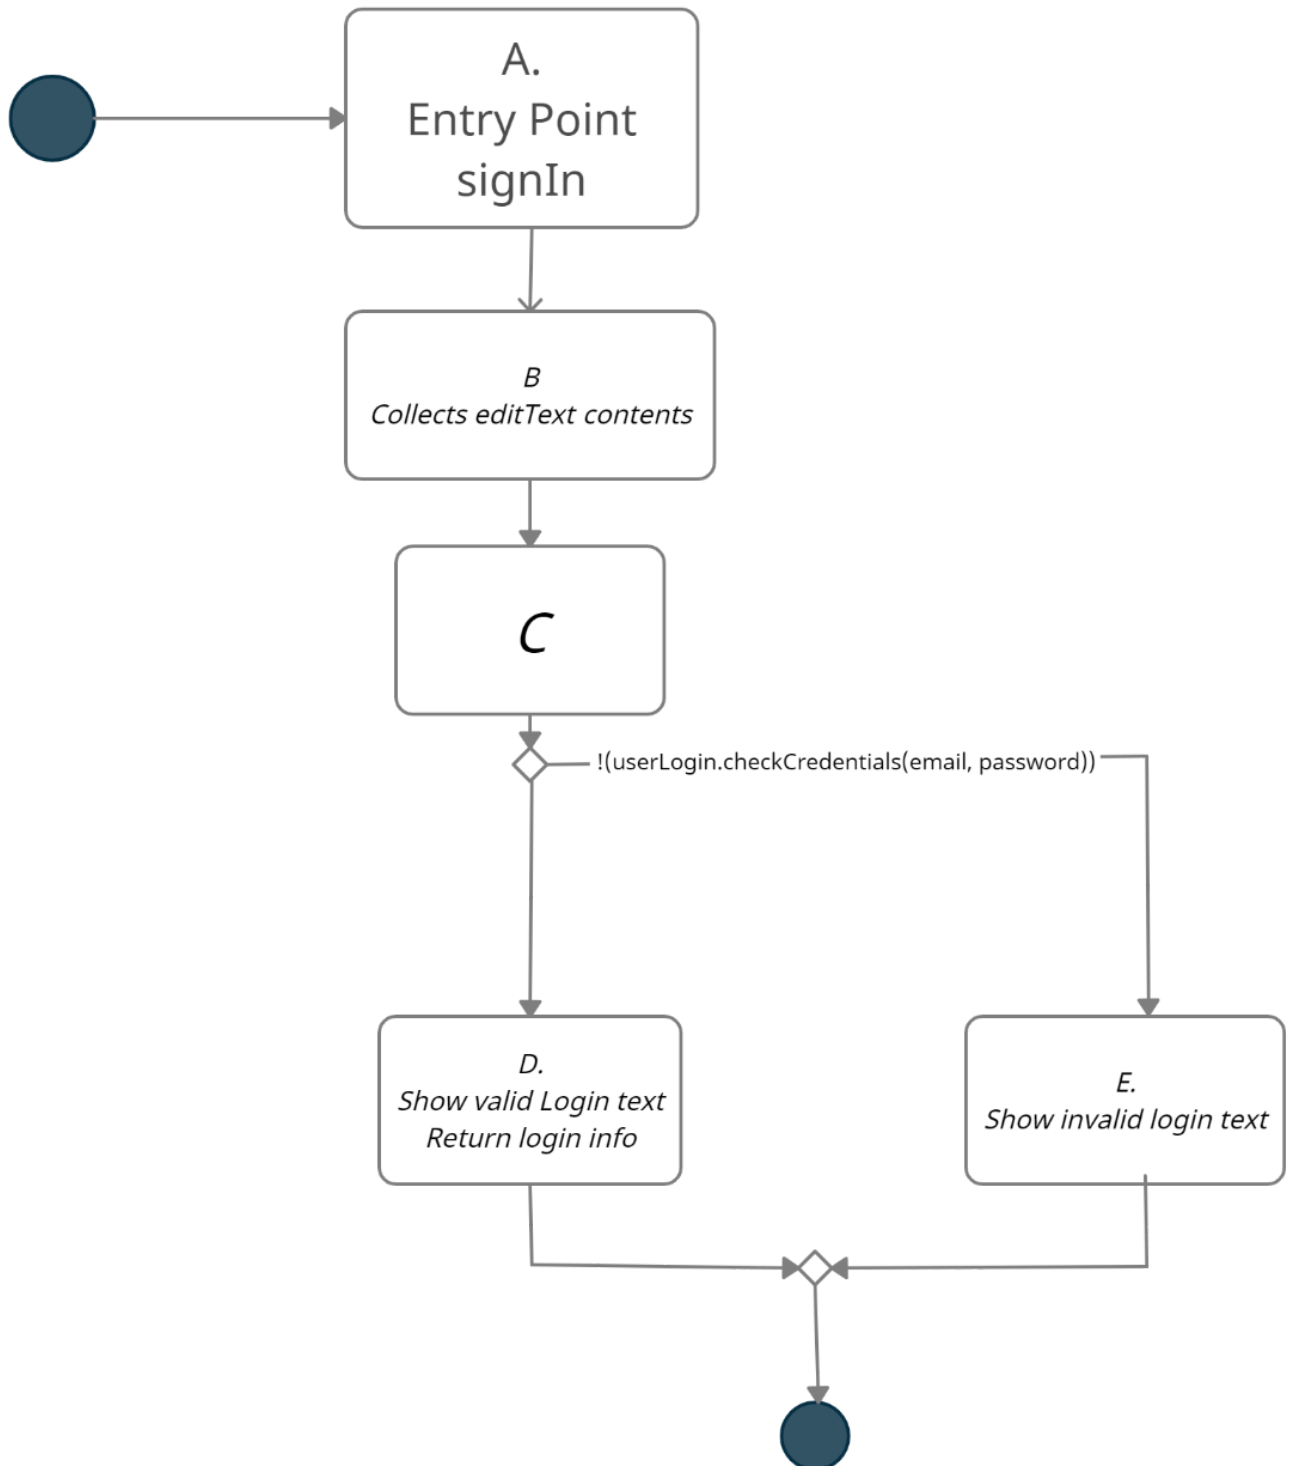 A.
Entry Point
signIn
B
Collects editText contents
C
!(userLogin.checkCredentials(email, password))
D.
Show valid Login text
Return login info
E.
Show invalid login text